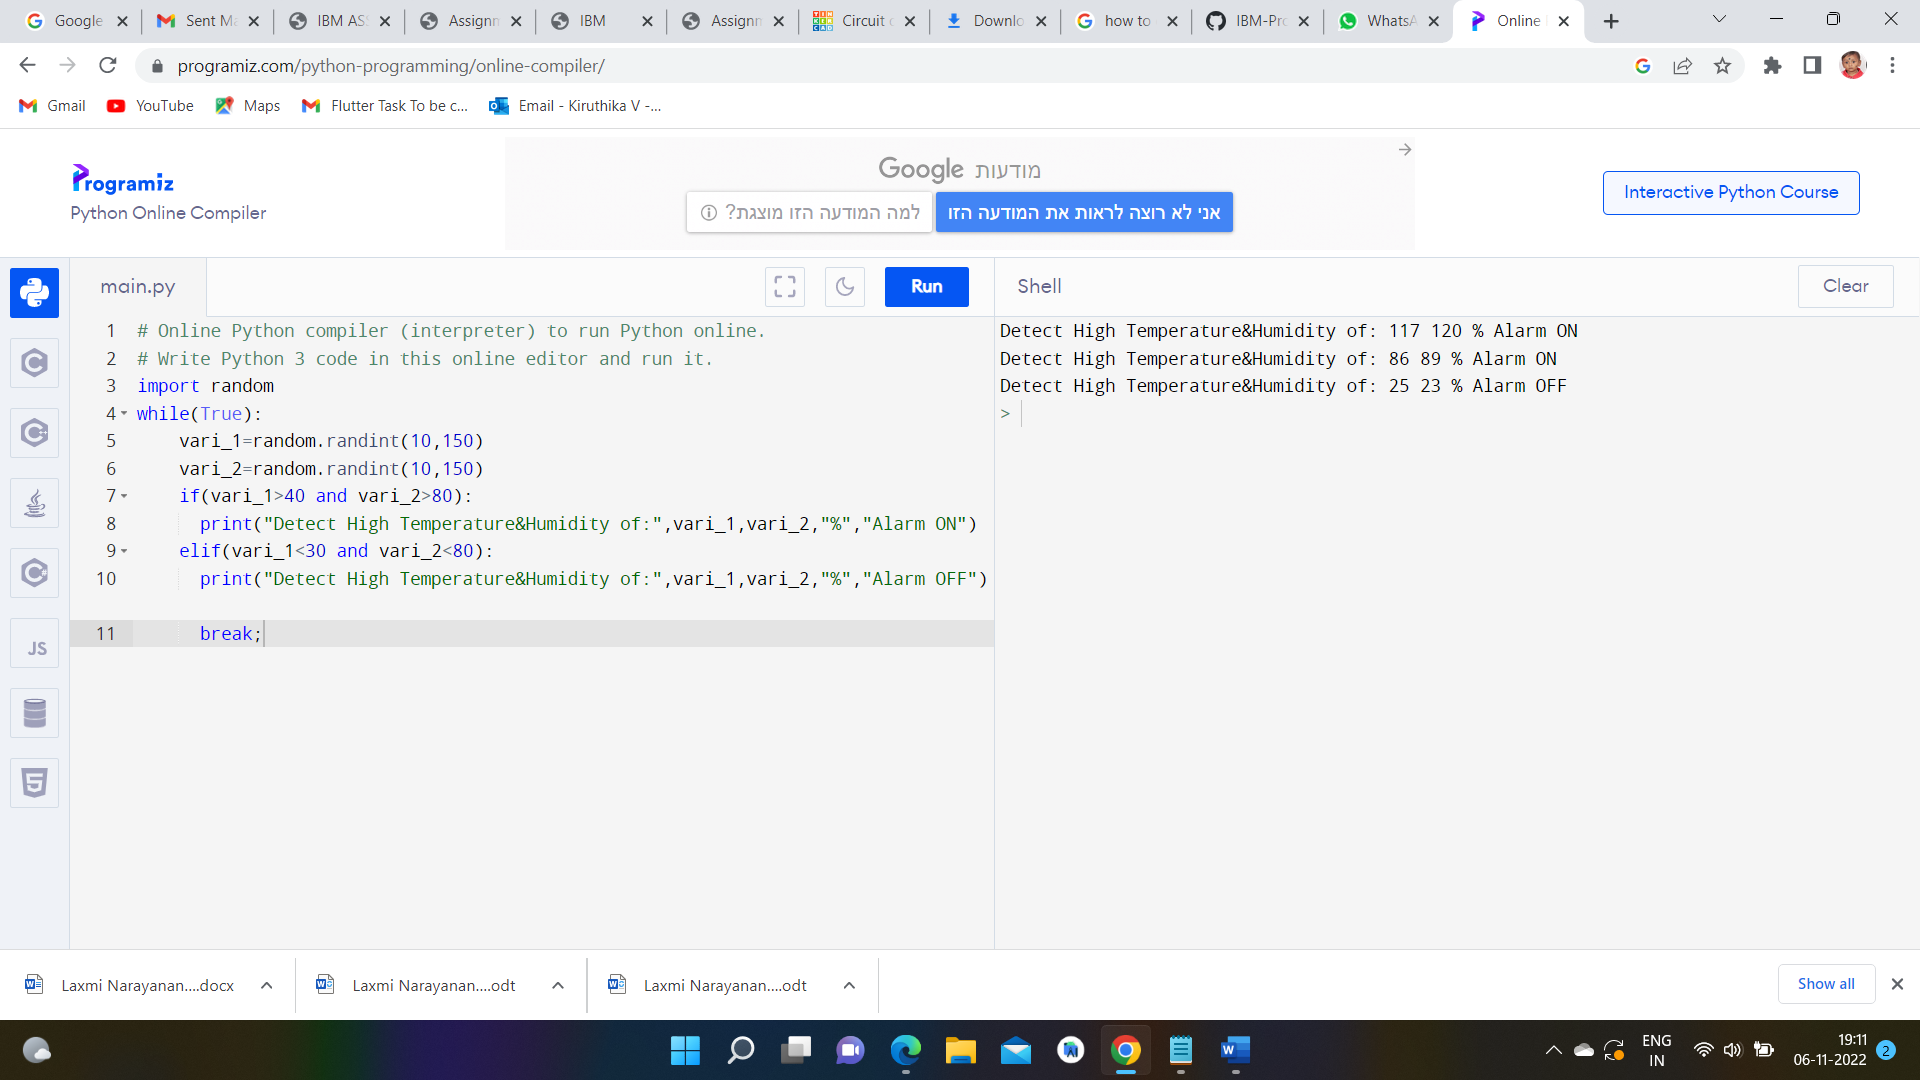 Google
Sent Ma
IBM ASS
Assignm
IBM
Assignm
Circuit d
Downlo
how to
IBM-Pro
WhatsA
Online
programiz.com/python-programming/online-compiler/
Gmail
YouTube
Maps
Flutter Task To be c...
Email - Kiruthika V -...
Programiz
Python Online Compiler
מודעות Google
אני לא רוצה לראות את המודעה הזו
למה המודעה הזו מוצגת?
Interactive Python Course
main.py
Run
Shell
Clear
1 # Online Python compiler (interpreter) to run Python online.
2 # Write Python 3 code in this online editor and run it.
3 import random
4 while(True):
5 vari_1=random.randint(10,150)
6 vari_2=random.randint(10,150)
7 if(vari_1>40 and vari_2>80):
8 print("Detect High Temperature&Humidity of:",vari_1,vari_2,"%","Alarm ON")
9 elif(vari_1<30 and vari_2<80):
10 print("Detect High Temperature&Humidity of:",vari_1,vari_2,"%","Alarm OFF")
11 break;
Detect High Temperature&Humidity of: 117 120 % Alarm ON
Detect High Temperature&Humidity of: 86 89 % Alarm ON
Detect High Temperature&Humidity of: 25 23 % Alarm OFF
>
JS
Laxmi Narayanan....docx
Laxmi Narayanan....odt
Laxmi Narayanan....odt
Show all
ENG
IN
19:11
06-11-2022
2